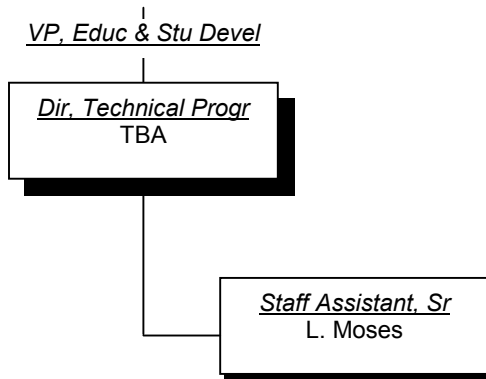 VP, Educ & Stu Devel
Dir, Technical Progr
TBA
Staff Assistant, Sr
L. Moses